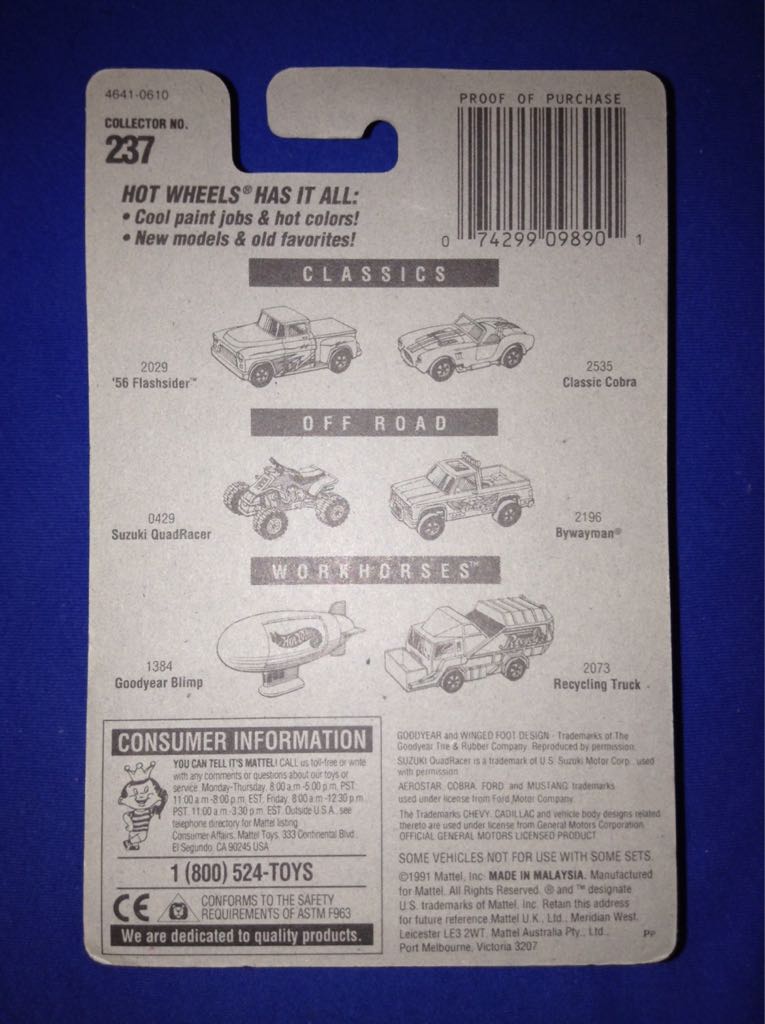 4641-0610
COLLECTOR NO.
237
PROOF OF PURCHASE
0 74299 09890 1
HOT WHEELS® HAS IT ALL:
• Cool paint jobs & hot colors!
• New models & old favorites!
CLASSICS
2029
'56 Flashsider™
2535
Classic Cobra
OFF ROAD
0429
Suzuki QuadRacer
2196
Bywayman®
WORKHORSES™
1384
Goodyear Blimp
2073
Recycling Truck
CONSUMER INFORMATION
YOU CAN TELL IT'S MATTEL! CALL us toll-free or write
with any comments or questions about our toys or
service. Monday-Thursday, 8:00 a.m.-5:00 p.m. PST.
11:00 a.m.-8:00 p.m. EST. Friday, 8:00 a.m.-12:30 p.m.
PST. 11:00 a.m.-3:30 p.m. EST. Outside U.S.A., see
telephone directory for Mattel listing.
Consumer Affairs, Mattel Toys, 333 Continental Blvd.,
El Segundo, CA 90245 USA
1 (800) 524-TOYS
CE
CONFORMS TO THE SAFETY
REQUIREMENTS OF ASTM F963
We are dedicated to quality products.
GOODYEAR and WINGED FOOT DESIGN - Trademarks of The
Goodyear Tire & Rubber Company. Reproduced by permission.
SUZUKI QuadRacer is a trademark of U.S. Suzuki Motor Corp., used
with permission.
AEROSTAR, COBRA, FORD and MUSTANG trademarks
used under license from Ford Motor Company.
The Trademarks CHEVY, CADILLAC and vehicle body designs related
thereto are used under license from General Motors Corporation.
OFFICIAL GENERAL MOTORS LICENSED PRODUCT.
SOME VEHICLES NOT FOR USE WITH SOME SETS.
©1991 Mattel, Inc. MADE IN MALAYSIA. Manufactured
for Mattel. All Rights Reserved. ® and ™ designate
U.S. trademarks of Mattel, Inc. Retain this address
for future reference: Mattel U.K., Ltd., Meridian West,
Leicester LE3 2WT. Mattel Australia Pty., Ltd.,
Port Melbourne, Victoria 3207
PP